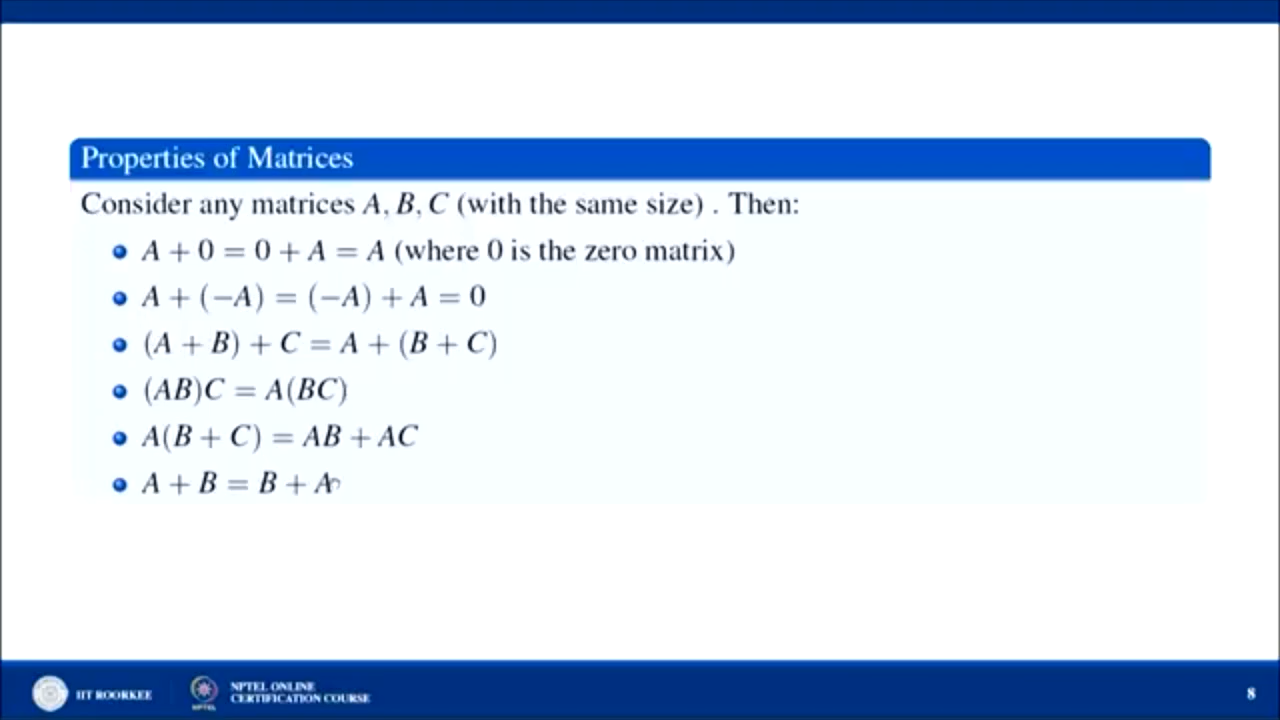 Properties of Matrices
Consider any matrices A, B, C (with the same size) . Then:
A + 0 = 0 + A = A (where 0 is the zero matrix)
A + (−A) = (−A) + A = 0
(A + B) + C = A + (B + C)
(AB)C = A(BC)
A(B + C) = AB + AC
A + B = B + A
IIT ROORKEE
NPTEL
NPTEL ONLINE
CERTIFICATION COURSE
8